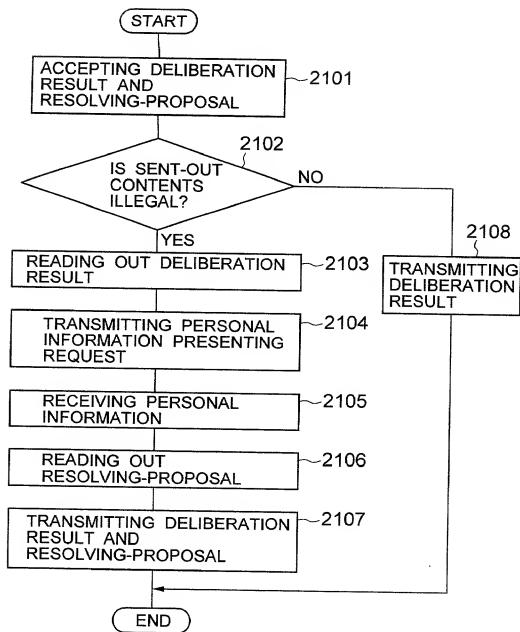 START
ACCEPTING DELIBERATION
RESULT AND
RESOLVING-PROPOSAL
2101
2102
IS SENT-OUT
CONTENTS
ILLEGAL?
NO
YES
2108
TRANSMITTING
DELIBERATION
RESULT
READING OUT DELIBERATION
RESULT
2103
TRANSMITTING PERSONAL
INFORMATION PRESENTING
REQUEST
2104
RECEIVING PERSONAL
INFORMATION
2105
READING OUT
RESOLVING-PROPOSAL
2106
TRANSMITTING DELIBERATION
RESULT AND
RESOLVING-PROPOSAL
2107
END